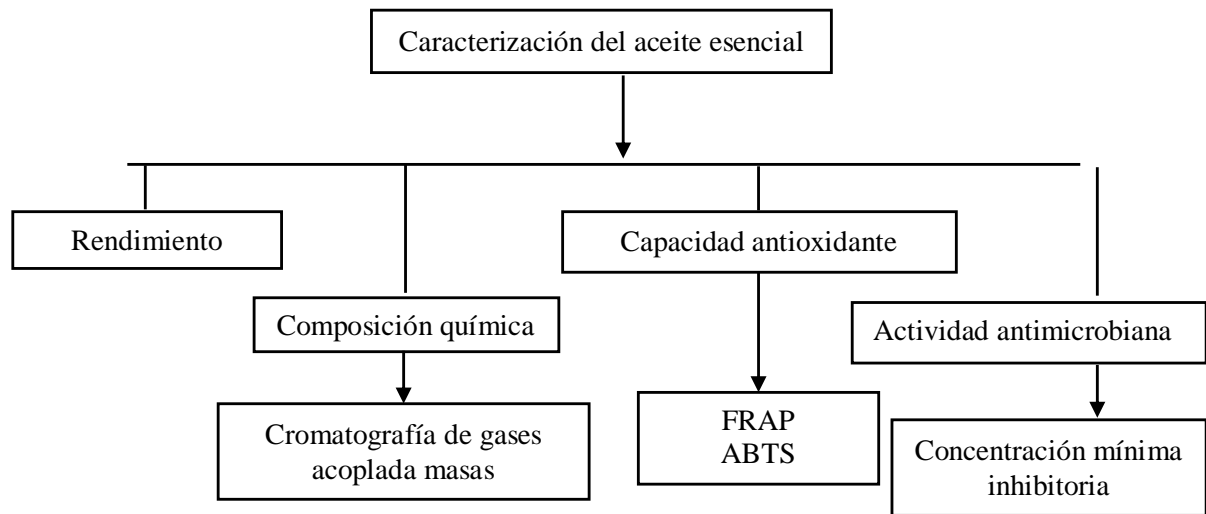 Caracterización del aceite esencial
Rendimiento
Capacidad antioxidante
Composición química
Actividad antimicrobiana
Cromatografía de gases
acoplada masas
FRAP
ABTS
Concentración mínima
inhibitoria